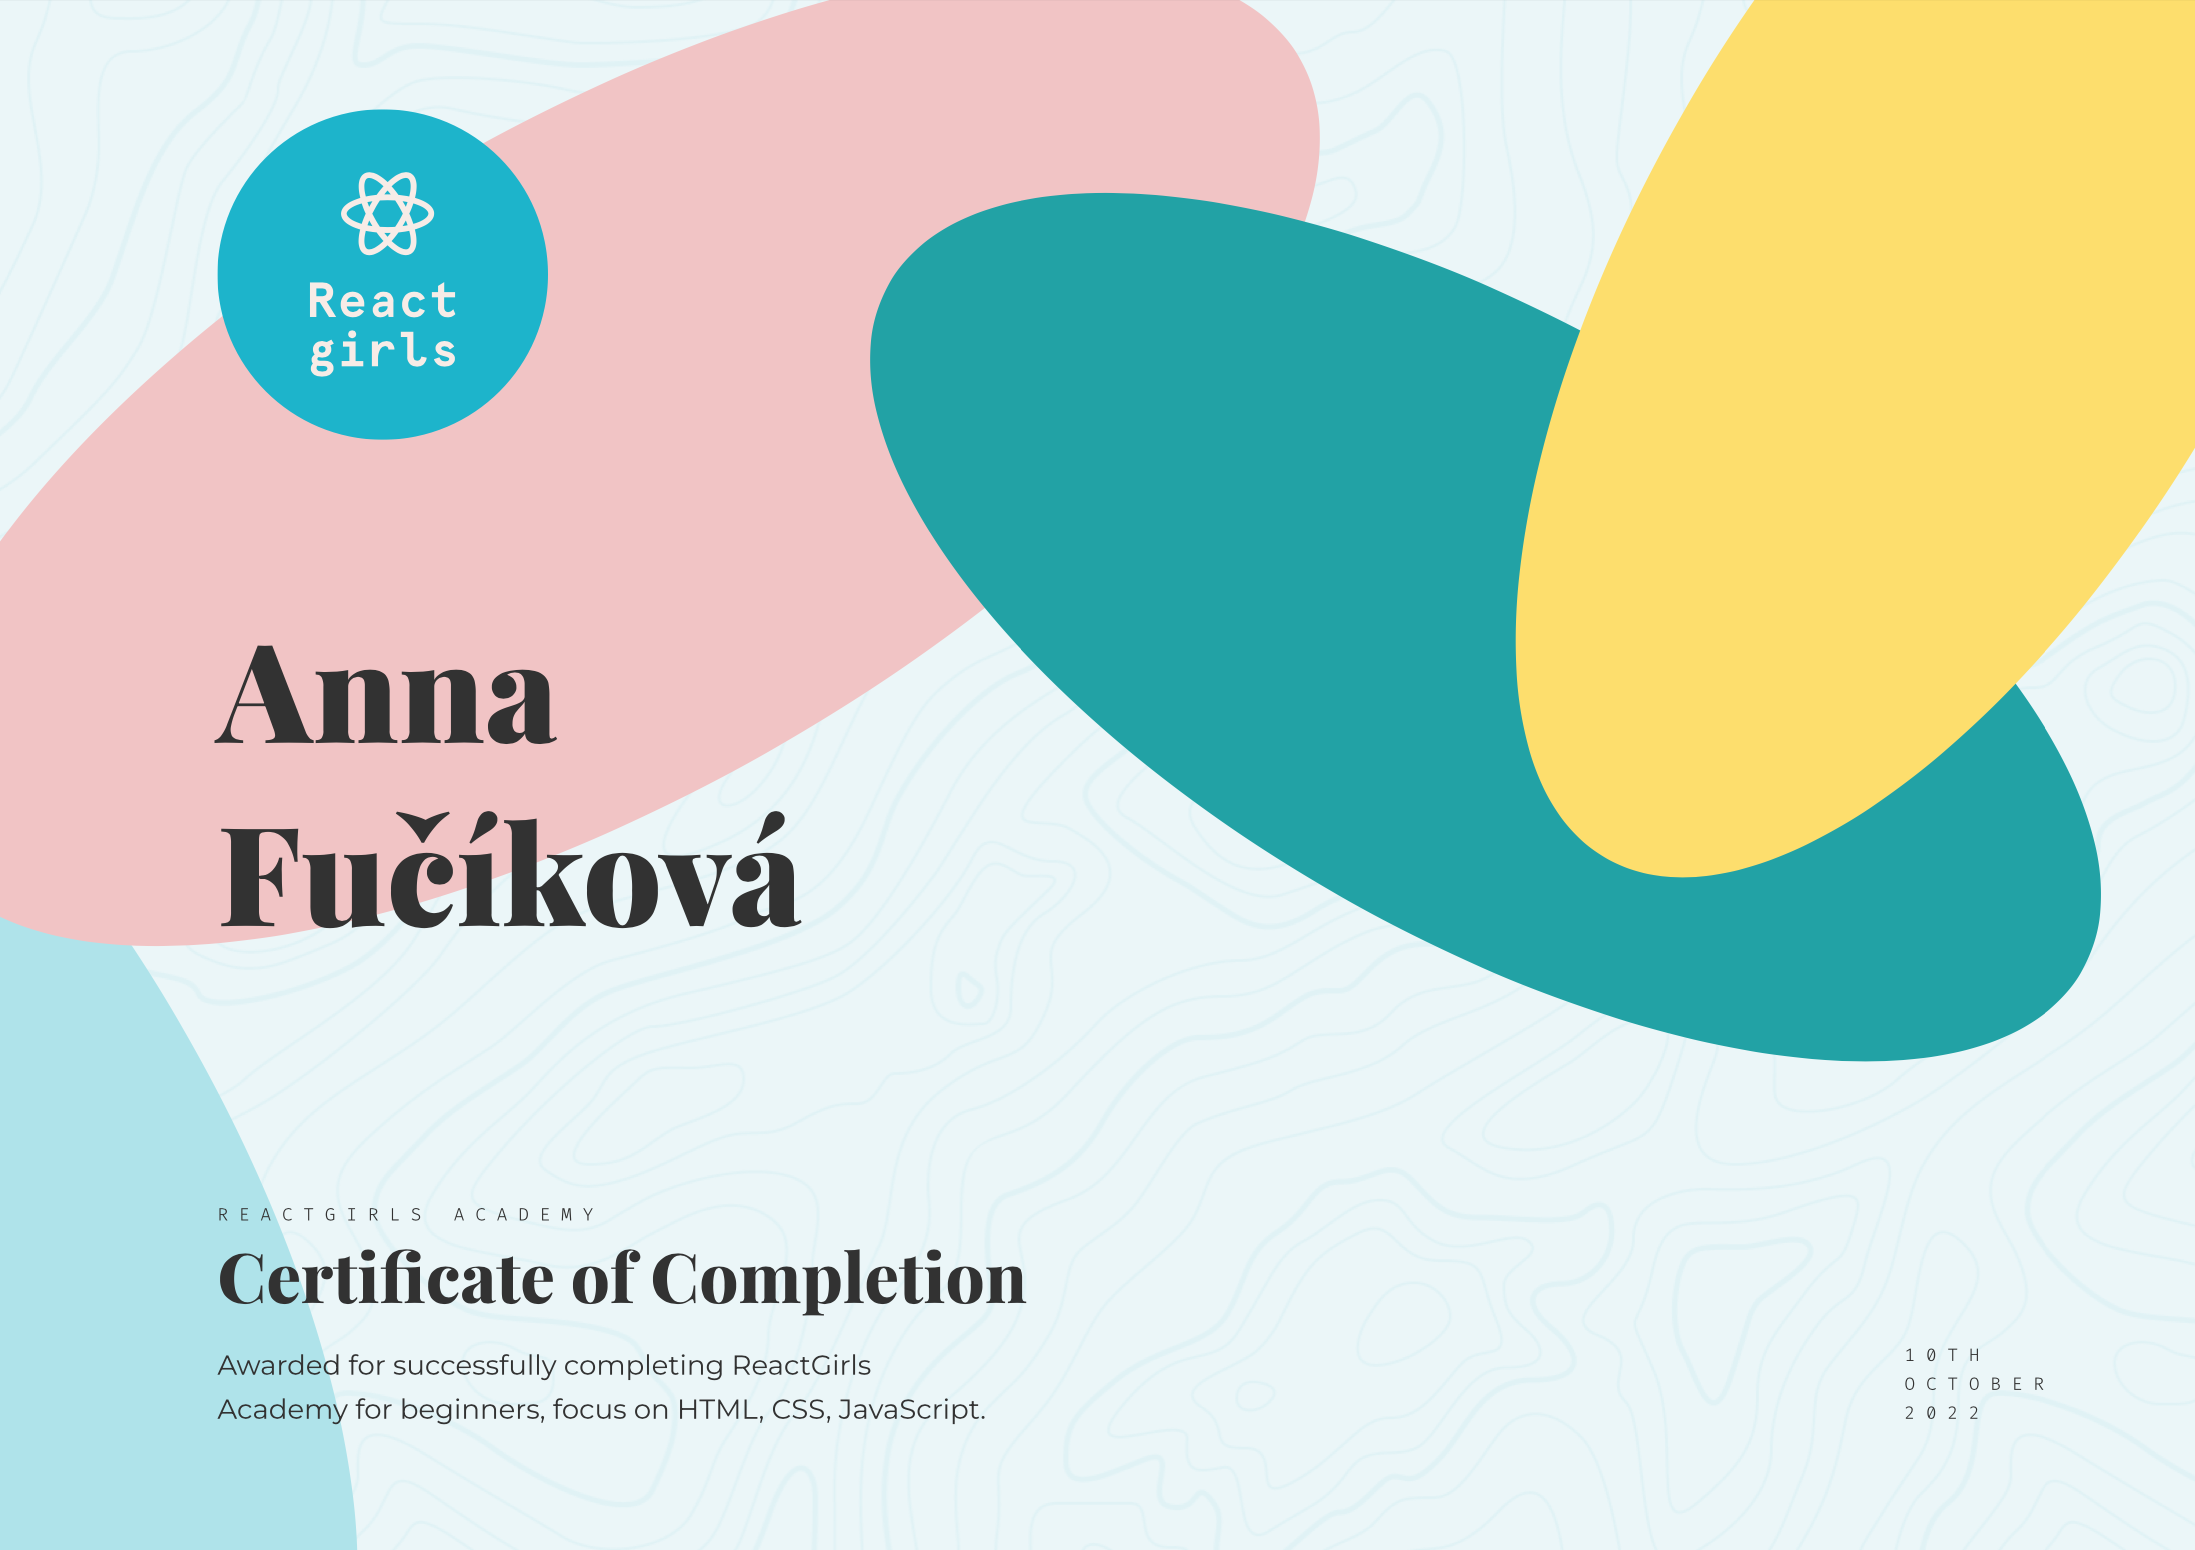 React
girls
Anna
Fučíková
REACTGIRLS ACADEMY
Certificate of Completion
Awarded for successfully completing ReactGirls
Academy for beginners, focus on HTML, CSS, JavaScript.
10TH
OCTOBER
2022